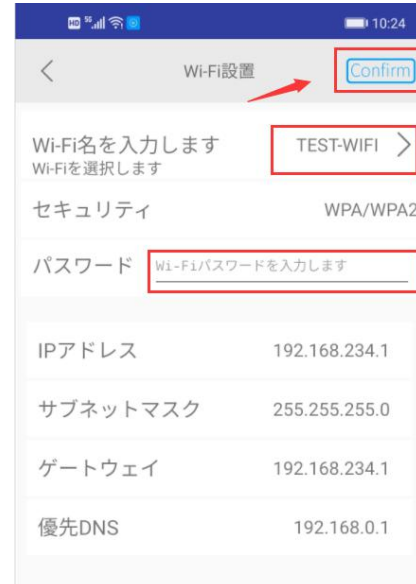 HD 5G 10:24
Wi-Fi設置 Confirm
Wi-Fi名を入力します TEST-WIFI
Wi-Fiを選択します
セキュリティ WPA/WPA2
パスワード Wi-Fiパスワードを入力します
IPアドレス 192.168.234.1
サブネットマスク 255.255.255.0
ゲートウェイ 192.168.234.1
優先DNS 192.168.0.1